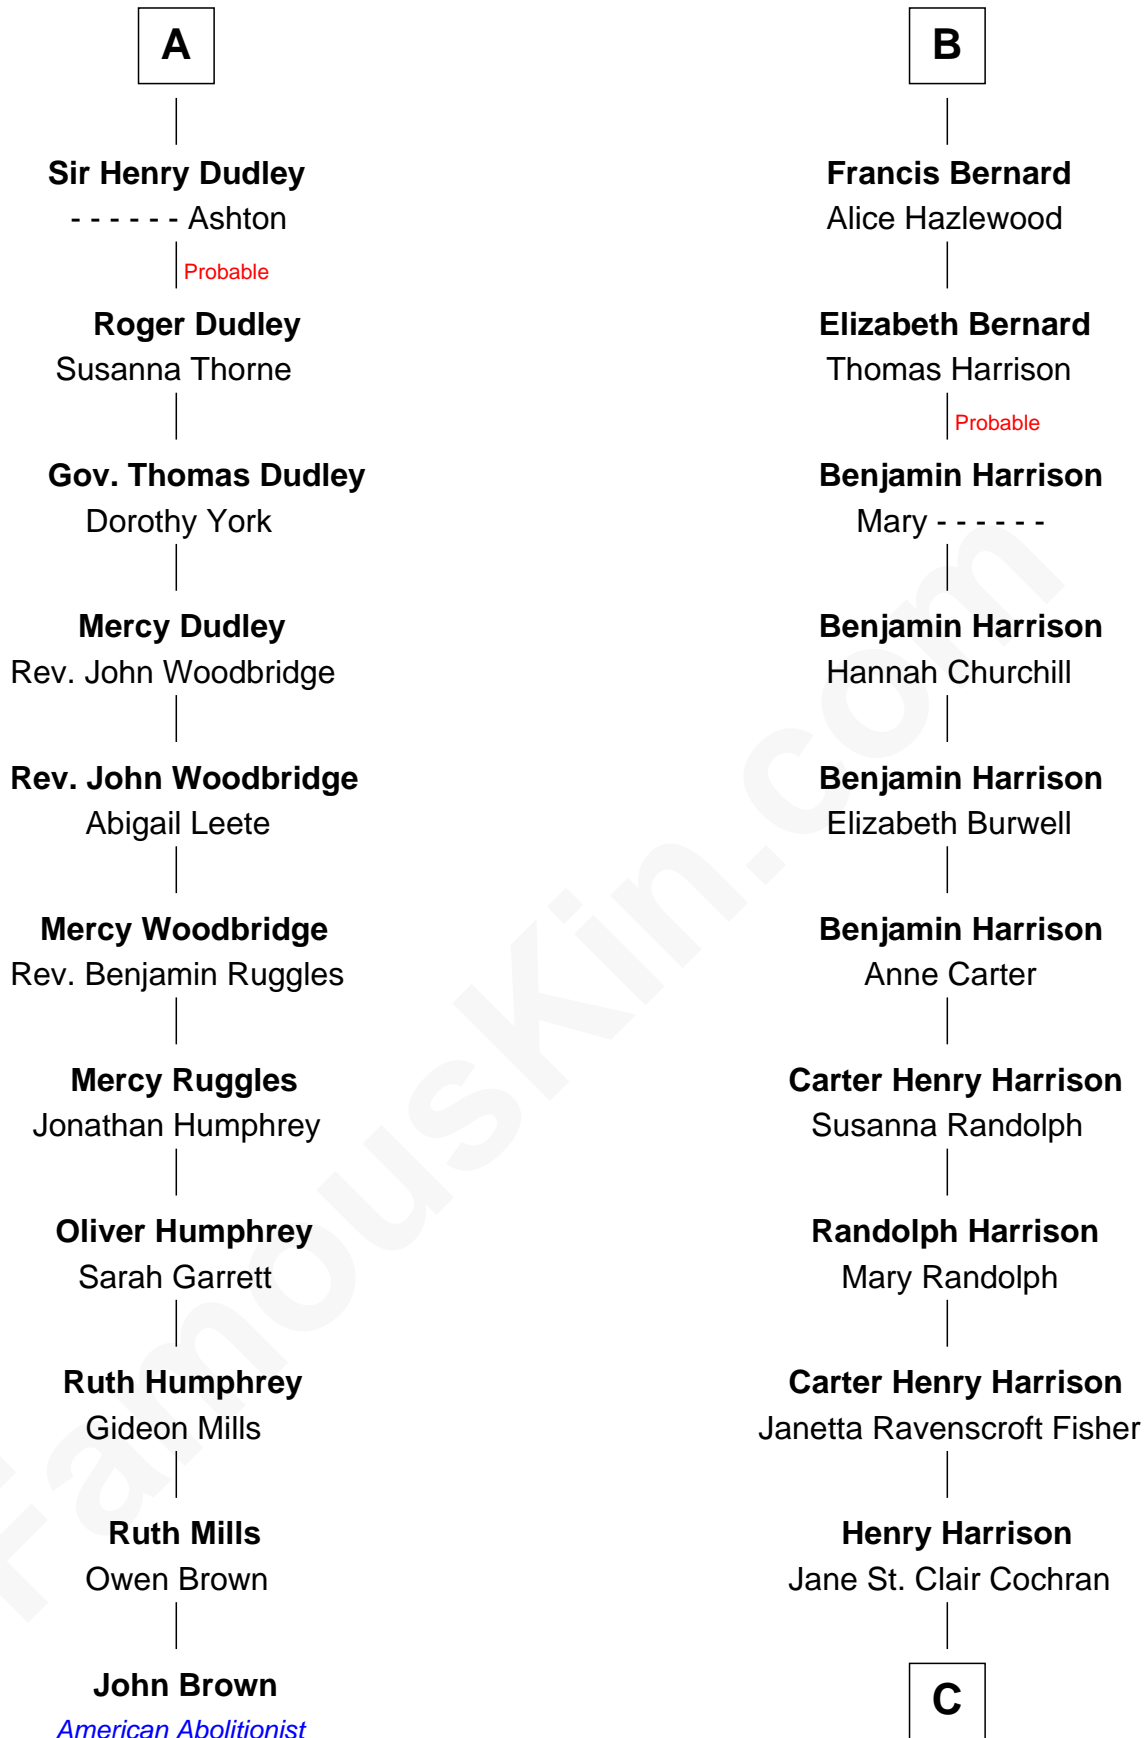 A
Sir Henry Dudley
- - - - - - Ashton
Probable
Roger Dudley
Susanna Thorne
Gov. Thomas Dudley
Dorothy York
Mercy Dudley
Rev. John Woodbridge
Rev. John Woodbridge
Abigail Leete
Mercy Woodbridge
Rev. Benjamin Ruggles
Mercy Ruggles
Jonathan Humphrey
Oliver Humphrey
Sarah Garrett
Ruth Humphrey
Gideon Mills
Ruth Mills
Owen Brown
John Brown
American Abolitionist
B
Francis Bernard
Alice Hazlewood
Elizabeth Bernard
Thomas Harrison
Probable
Benjamin Harrison
Mary - - - - - -
Benjamin Harrison
Hannah Churchill
Benjamin Harrison
Elizabeth Burwell
Benjamin Harrison
Anne Carter
Carter Henry Harrison
Susanna Randolph
Randolph Harrison
Mary Randolph
Carter Henry Harrison
Janetta Ravenscroft Fisher
Henry Harrison
Jane St. Clair Cochran
C
FamousKin.com